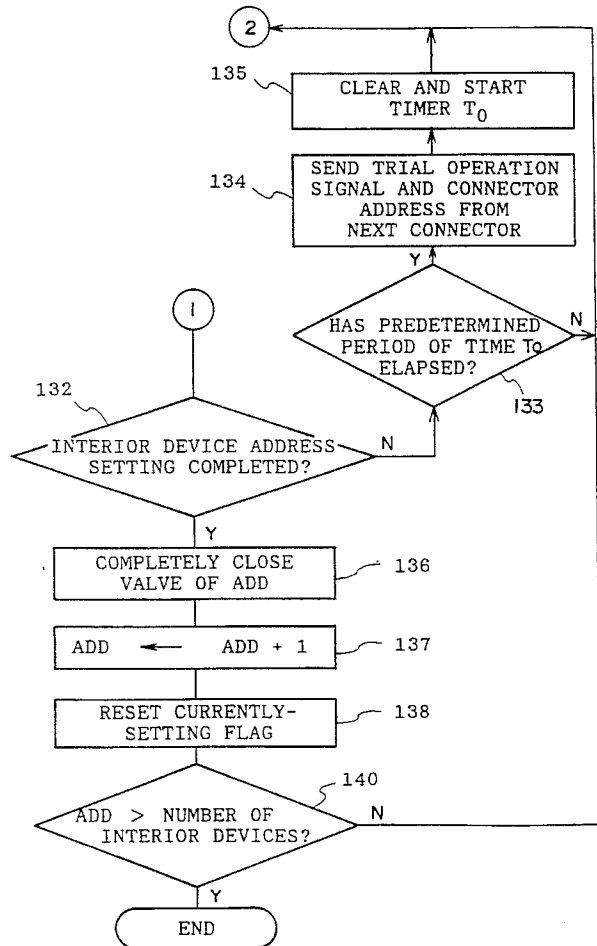 2
135
CLEAR AND START
TIMER T0
134
SEND TRIAL OPERATION
SIGNAL AND CONNECTOR
ADDRESS FROM
NEXT CONNECTOR
Y
1
HAS PREDETERMINED
PERIOD OF TIME T0
ELAPSED?
N
133
132
INTERIOR DEVICE ADDRESS
SETTING COMPLETED?
N
Y
COMPLETELY CLOSE
VALVE OF ADD
136
ADD ← ADD + 1
137
RESET CURRENTLY-
SETTING FLAG
138
140
ADD > NUMBER OF
INTERIOR DEVICES?
N
Y
END